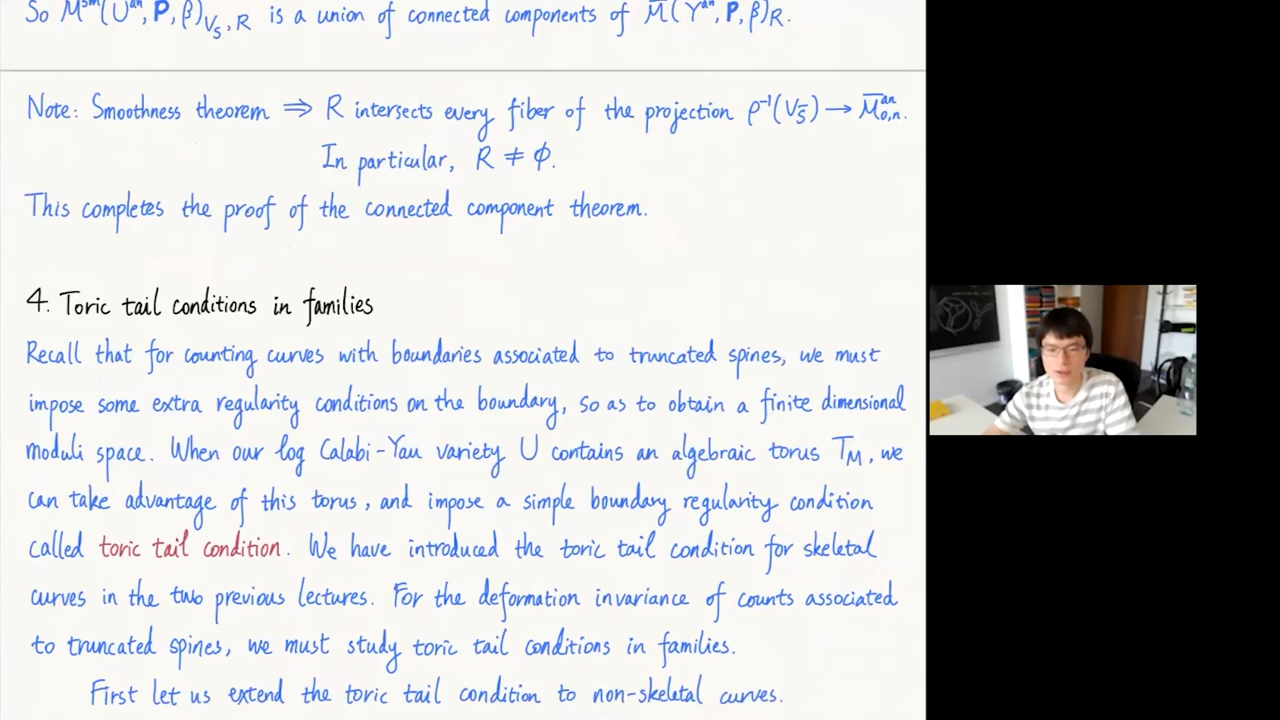 So M^sm(U^an, P, β)_{V_S, R} is a union of connected components of M̄(Y^an, P, β)_R.
Note: Smoothness theorem ⟹ R intersects every fiber of the projection ρ^{-1}(V_S̄) → M̄^an_{0,n}.
In particular, R ≠ ∅.
This completes the proof of the connected component theorem.
4. Toric tail conditions in families
Recall that for counting curves with boundaries associated to truncated spines, we must
impose some extra regularity conditions on the boundary, so as to obtain a finite dimensional
moduli space. When our log Calabi-Yau variety U contains an algebraic torus T_M, we
can take advantage of this torus, and impose a simple boundary regularity condition
called toric tail condition. We have introduced the toric tail condition for skeletal
curves in the two previous lectures. For the deformation invariance of counts associated
to truncated spines, we must study toric tail conditions in families.
First let us extend the toric tail condition to non-skeletal curves.